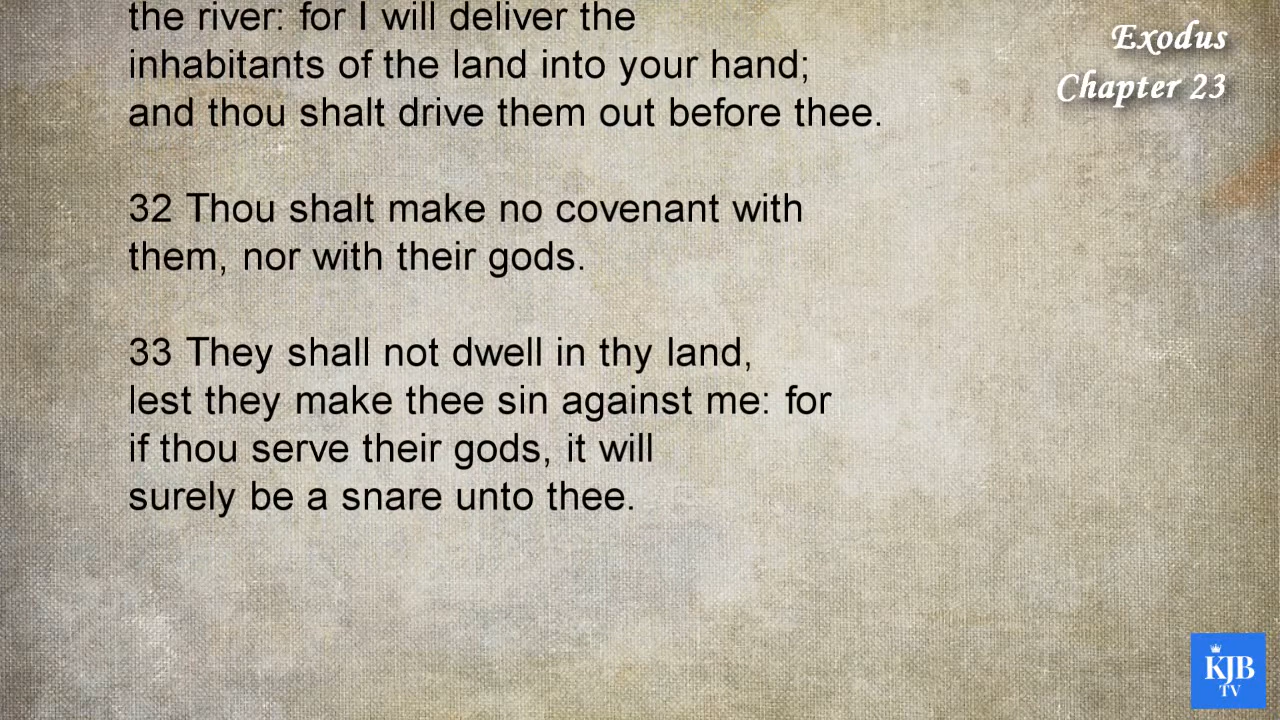 the river: for I will deliver the
inhabitants of the land into your hand;
and thou shalt drive them out before thee.
32 Thou shalt make no covenant with
them, nor with their gods.
33 They shall not dwell in thy land,
lest they make thee sin against me: for
if thou serve their gods, it will
surely be a snare unto thee.
Exodus
Chapter 23
KJB
TV